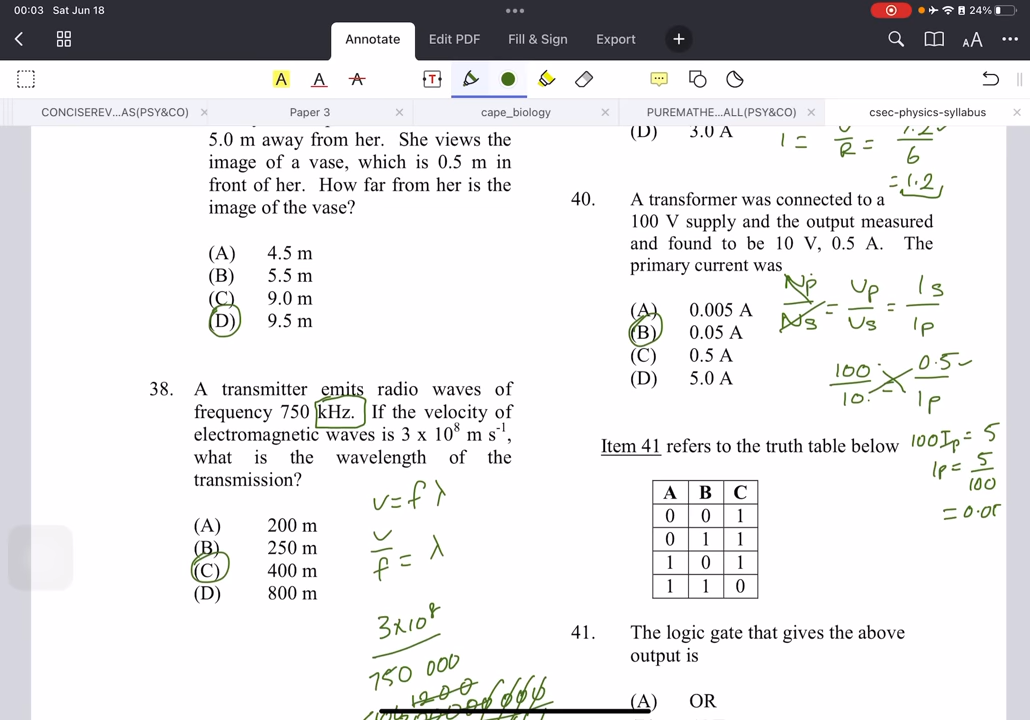 00:03 Sat Jun 18
24%
Annotate
Edit PDF
Fill & Sign
Export
AA
A
A
A
T
CONCISEREV...AS(PSY&CO)
Paper 3
cape_biology
PUREMATHE...ALL(PSY&CO)
csec-physics-syllabus
5.0 m away from her. She views the
image of a vase, which is 0.5 m in
front of her. How far from her is the
image of the vase?
(A) 4.5 m
(B) 5.5 m
(C) 9.0 m
(D) 9.5 m
38. A transmitter emits radio waves of
frequency 750 kHz. If the velocity of
electromagnetic waves is 3 x 10⁸ m s⁻¹,
what is the wavelength of the
transmission?
(A) 200 m
(B) 250 m
(C) 400 m
(D) 800 m
v = f λ
v
f = λ
3×10⁸
750 000
1200
(D) 3.0 A
I = V/R =
6
= 1.2
40. A transformer was connected to a
100 V supply and the output measured
and found to be 10 V, 0.5 A. The
primary current was
(A) 0.005 A
(B) 0.05 A
(C) 0.5 A
(D) 5.0 A
Np/Ns = Vp/Vs = Is/Ip
100/10 = 0.5/Ip
100Ip = 5
Ip = 5/100
Item 41 refers to the truth table below
A B C
0 0 1
0 1 1
1 0 1
1 1 0
41. The logic gate that gives the above
output is
(A) OR